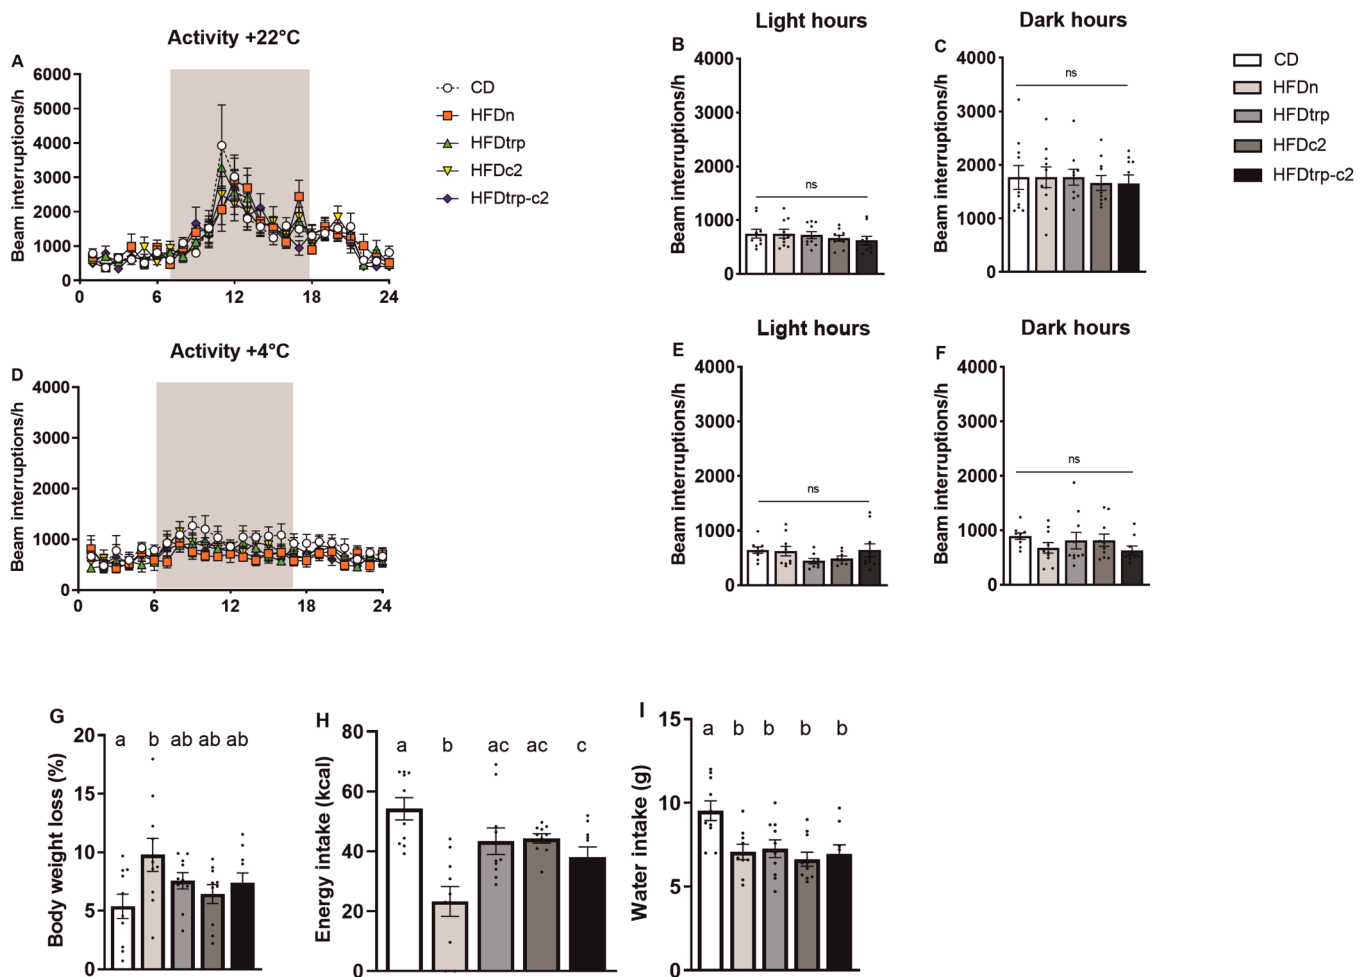 Activity +22°C
A
Beam interruptions/h
6000
5000
4000
3000
2000
1000
0
0 6 12 18 24
CD
HFDn
HFDtrp
HFDc2
HFDtrp-c2
Light hours
B
Beam interruptions/h
4000
3000
2000
1000
0
ns
Dark hours
C
Beam interruptions/h
4000
3000
2000
1000
0
ns
CD
HFDn
HFDtrp
HFDc2
HFDtrp-c2
Activity +4°C
D
Beam interruptions/h
4000
3000
2000
1000
0
0 6 12 18 24
Light hours
E
Beam interruptions/h
4000
3000
2000
1000
0
ns
Dark hours
F
Beam interruptions/h
4000
3000
2000
1000
0
ns
G
Body weight loss (%)
20
15
10
5
0
a b ab ab ab
H
Energy intake (kcal)
80
60
40
20
0
a b ac ac c
I
Water intake (g)
15
10
5
0
a b b b b